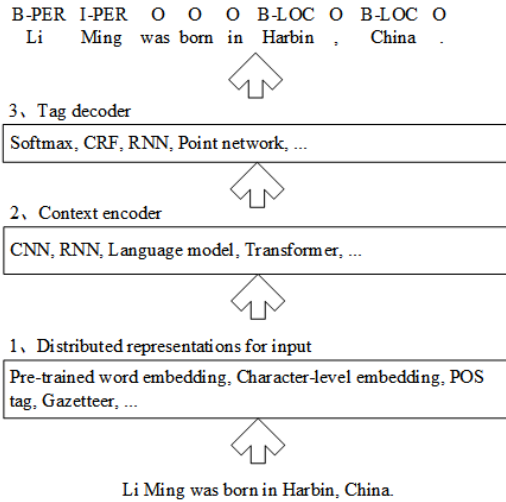 B-PER I-PER O O O B-LOC O B-LOC O
Li Ming was born in Harbin , China .
3、Tag decoder
Softmax, CRF, RNN, Point network, ...
2、Context encoder
CNN, RNN, Language model, Transformer, ...
1、Distributed representations for input
Pre-trained word embedding, Character-level embedding, POS
tag, Gazetteer, ...
Li Ming was born in Harbin, China.